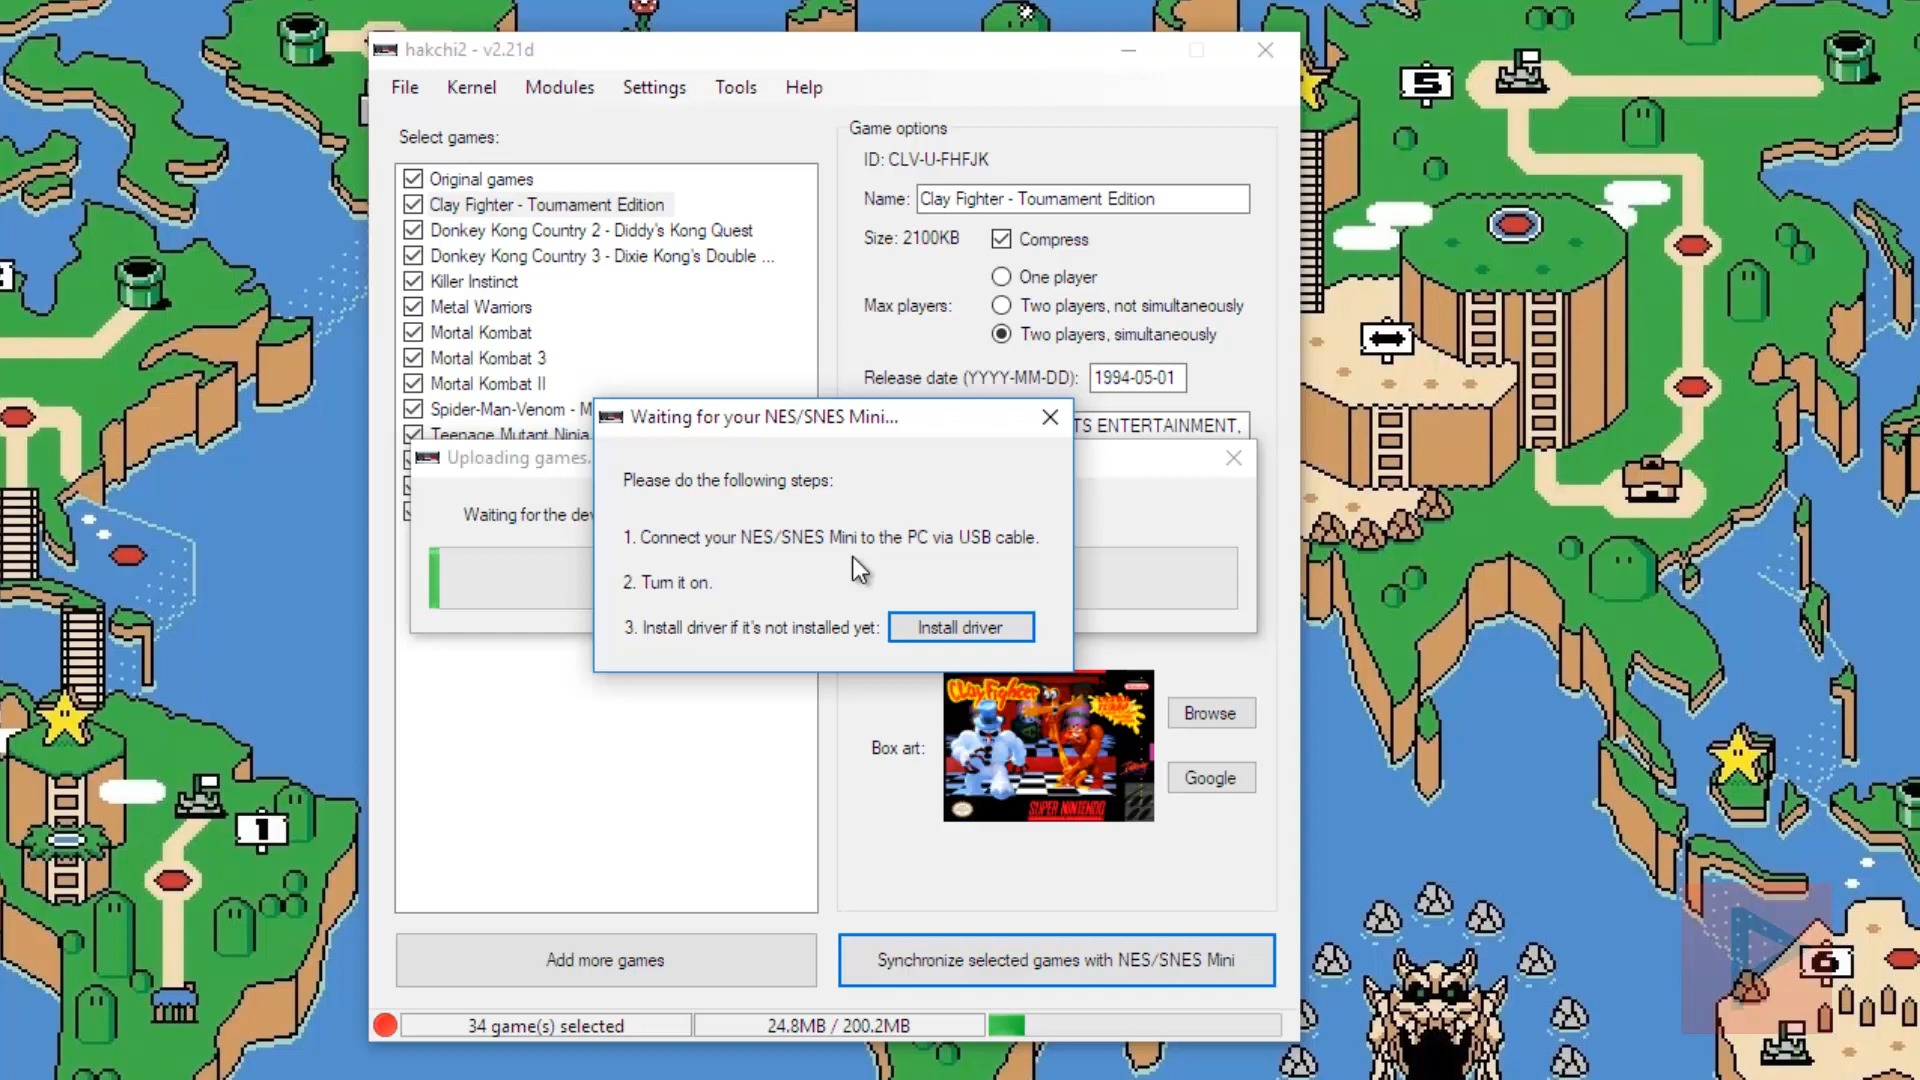 hakchi2 - v2.21d
File Kernel Modules Settings Tools Help
Select games:
Original games
Clay Fighter - Tournament Edition
Donkey Kong Country 2 - Diddy's Kong Quest
Donkey Kong Country 3 - Dixie Kong's Double ...
Killer Instinct
Metal Warriors
Mortal Kombat
Mortal Kombat 3
Mortal Kombat II
Spider-Man-Venom - M
Teenage Mutant Ninja
Game options
ID: CLV-U-FHFJK
Name: Clay Fighter - Tournament Edition
Size: 2100KB Compress
One player
Max players: Two players, not simultaneously
Two players, simultaneously
Release date (YYYY-MM-DD): 1994-05-01
TS ENTERTAINMENT,
Uploading games.
Waiting for the dev
Waiting for your NES/SNES Mini...
Please do the following steps:
1. Connect your NES/SNES Mini to the PC via USB cable.
2. Turn it on.
3. Install driver if it's not installed yet: Install driver
Box art:
ClayFighter
SUPER NINTENDO
Browse
Google
Add more games
Synchronize selected games with NES/SNES Mini
34 game(s) selected
24.8MB / 200.2MB
5
1
6